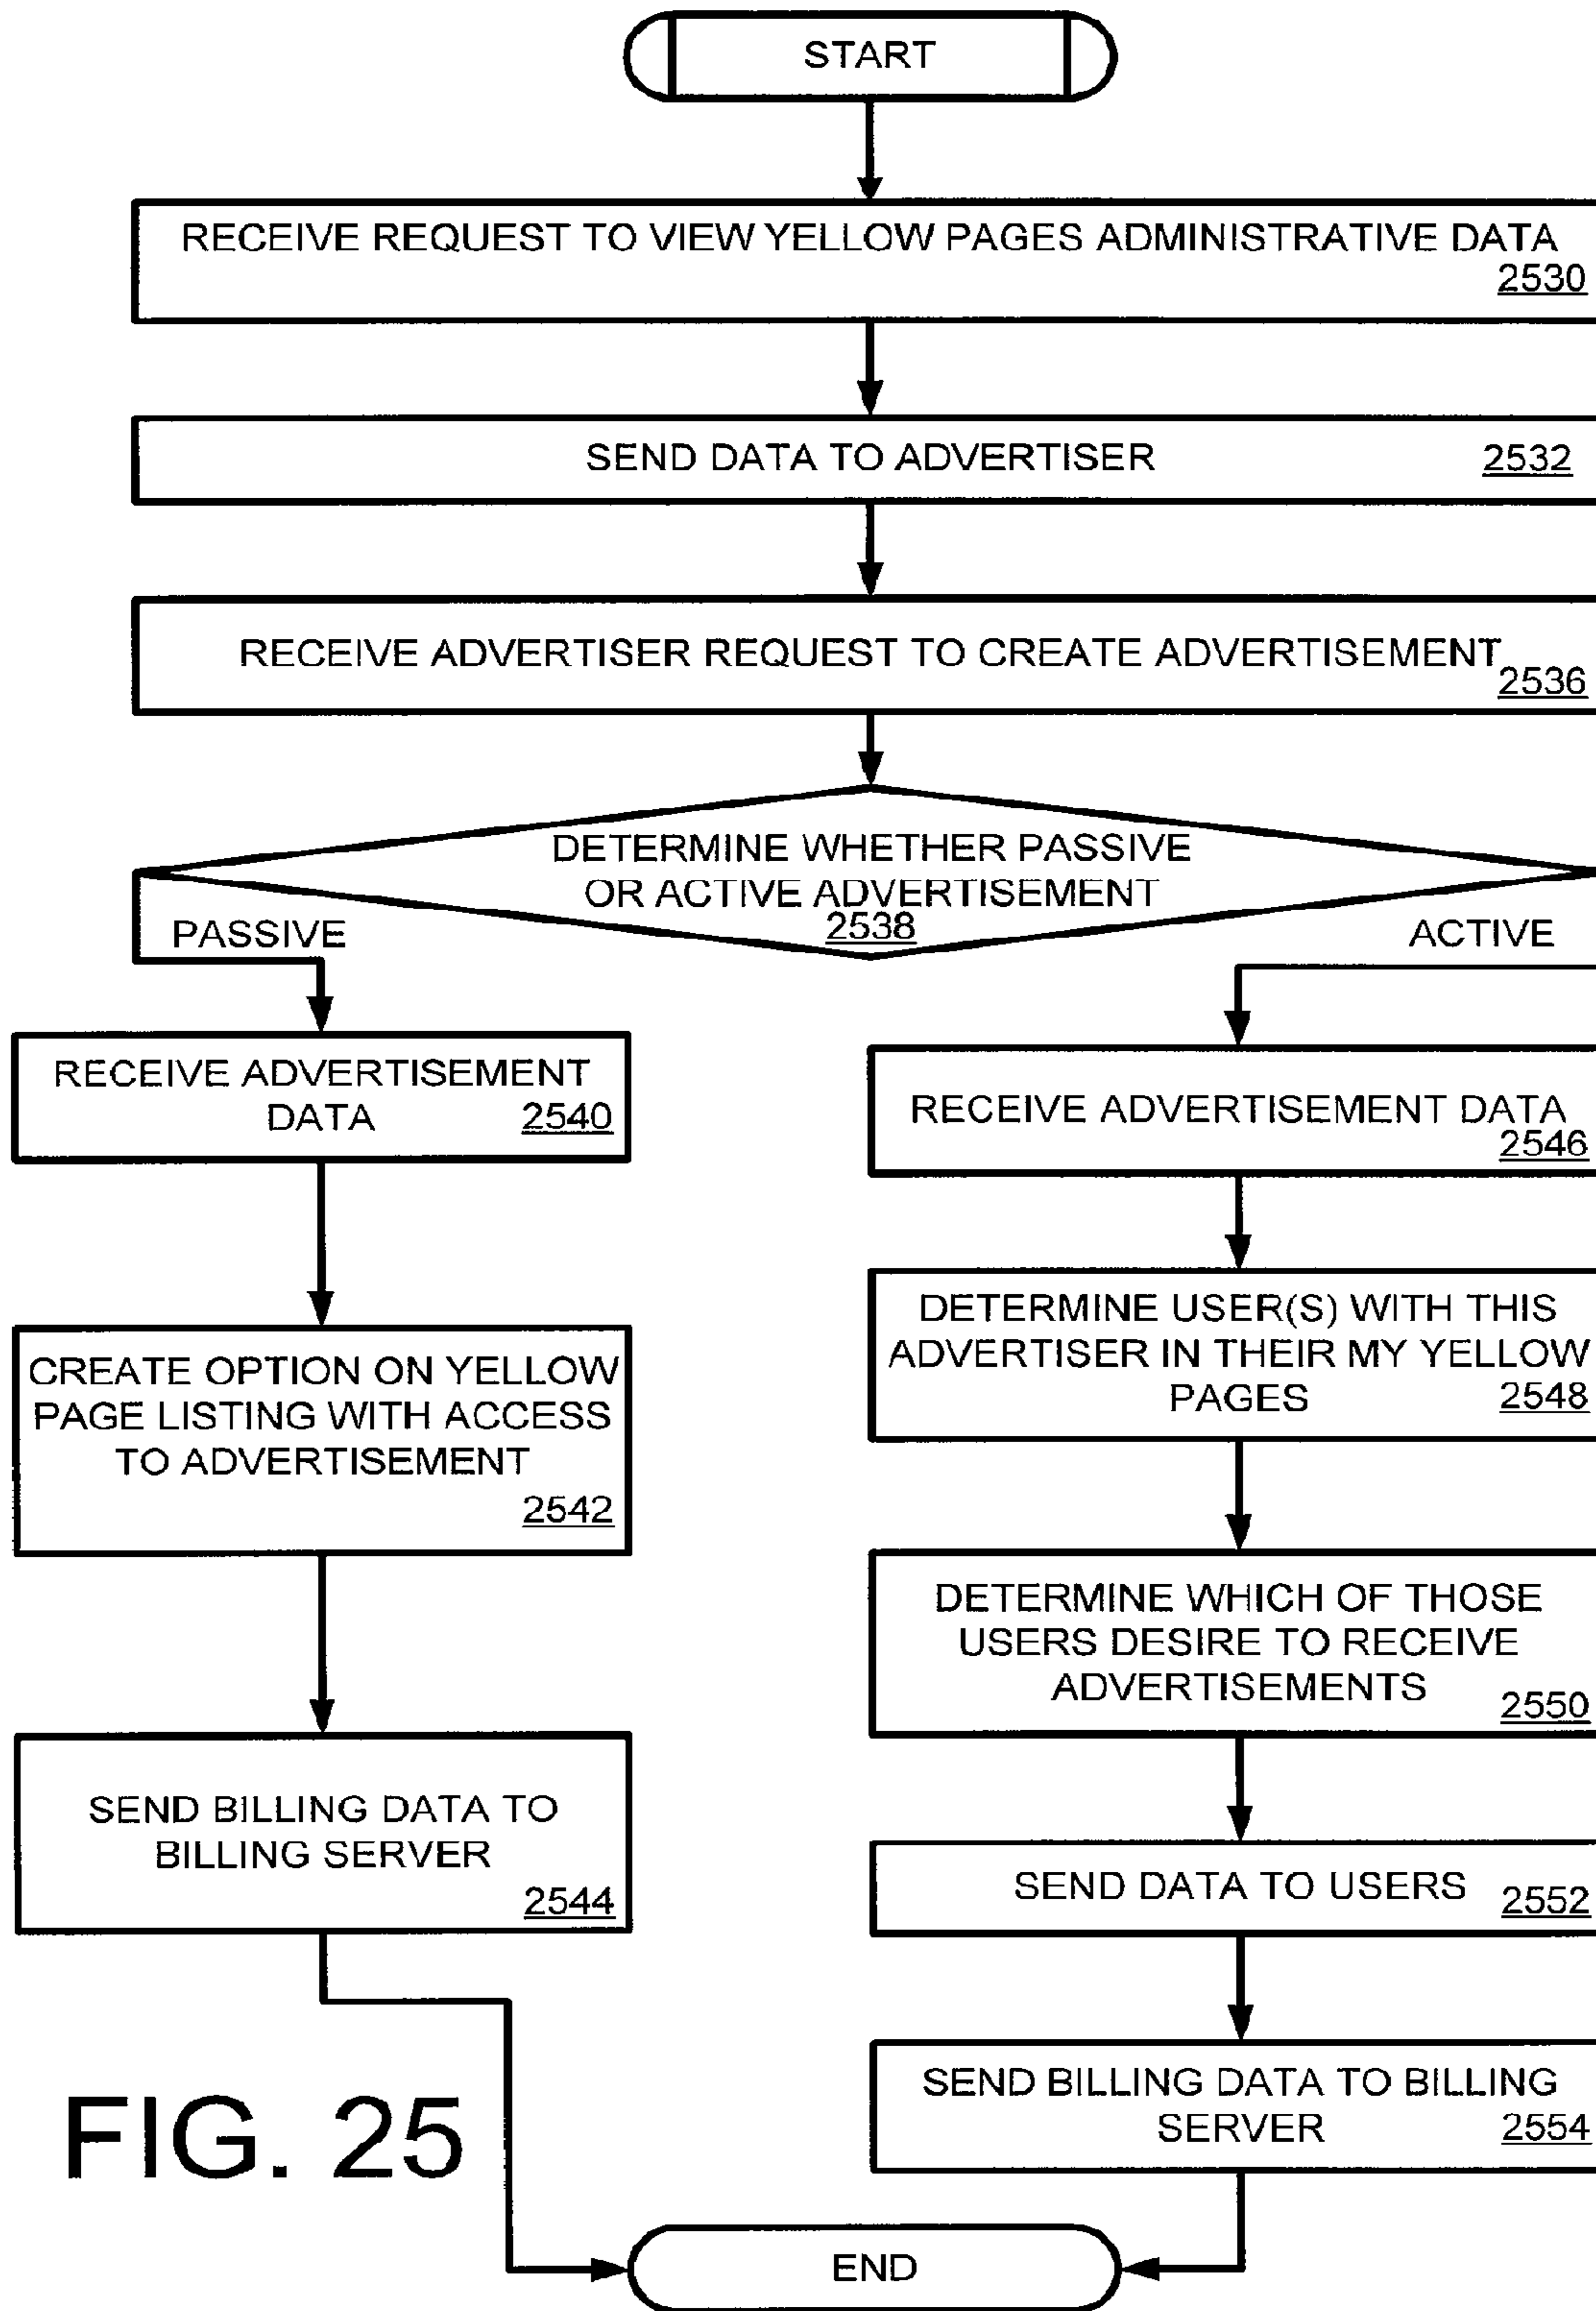 START
RECEIVE REQUEST TO VIEW YELLOW PAGES ADMINISTRATIVE DATA
2530
SEND DATA TO ADVERTISER 2532
RECEIVE ADVERTISER REQUEST TO CREATE ADVERTISEMENT
2536
DETERMINE WHETHER PASSIVE
OR ACTIVE ADVERTISEMENT
2538
PASSIVE
RECEIVE ADVERTISEMENT
DATA 2540
CREATE OPTION ON YELLOW
PAGE LISTING WITH ACCESS
TO ADVERTISEMENT
2542
SEND BILLING DATA TO
BILLING SERVER
2544
ACTIVE
RECEIVE ADVERTISEMENT DATA
2546
DETERMINE USER(S) WITH THIS
ADVERTISER IN THEIR MY YELLOW
PAGES 2548
DETERMINE WHICH OF THOSE
USERS DESIRE TO RECEIVE
ADVERTISEMENTS
2550
SEND DATA TO USERS 2552
SEND BILLING DATA TO BILLING
SERVER 2554
END
FIG. 25